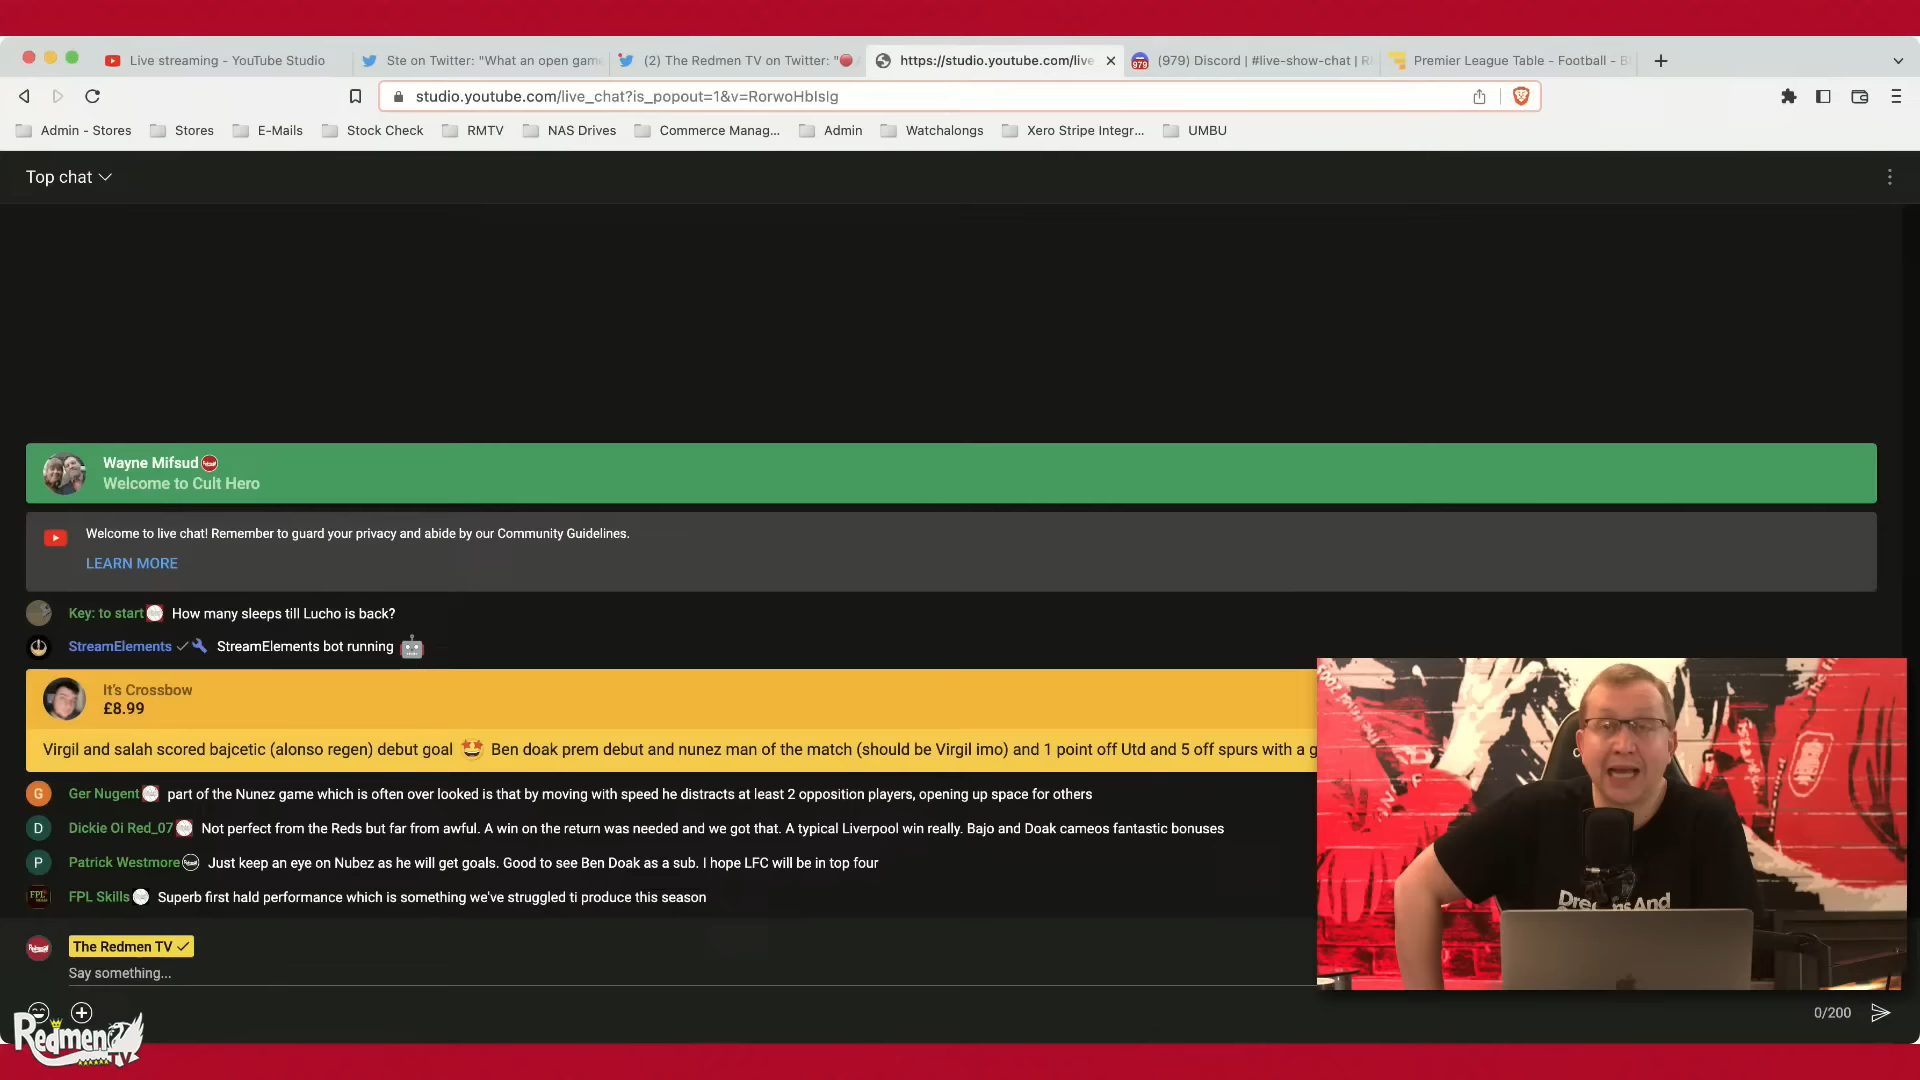 Live streaming - YouTube Studio
Ste on Twitter: "What an open gam
(2) The Redmen TV on Twitter: "
https://studio.youtube.com/live
979
(979) Discord | #live-show-chat | R
Premier League Table - Football - B
studio.youtube.com/live_chat?is_popout=1&v=RorwoHbIsIg
Admin - Stores
Stores
E-Mails
Stock Check
RMTV
NAS Drives
Commerce Manag...
Admin
Watchalongs
Xero Stripe Integr...
UMBU
Top chat
Wayne Mifsud
Welcome to Cult Hero
Welcome to live chat! Remember to guard your privacy and abide by our Community Guidelines.
LEARN MORE
Key: to start How many sleeps till Lucho is back?
StreamElements StreamElements bot running
It's Crossbow
£8.99
Virgil and salah scored bajcetic (alonso regen) debut goal 🤩 Ben doak prem debut and nunez man of the match (should be Virgil imo) and 1 point off Utd and 5 off spurs with a g
G Ger Nugent part of the Nunez game which is often over looked is that by moving with speed he distracts at least 2 opposition players, opening up space for others
D Dickie Oi Red_07 Not perfect from the Reds but far from awful. A win on the return was needed and we got that. A typical Liverpool win really. Bajo and Doak cameos fantastic bonuses
P Patrick Westmore Just keep an eye on Nubez as he will get goals. Good to see Ben Doak as a sub. I hope LFC will be in top four
FPL FPL Skills Superb first hald performance which is something we've struggled ti produce this season
The Redmen TV
Say something...
0/200
Redmen
TV